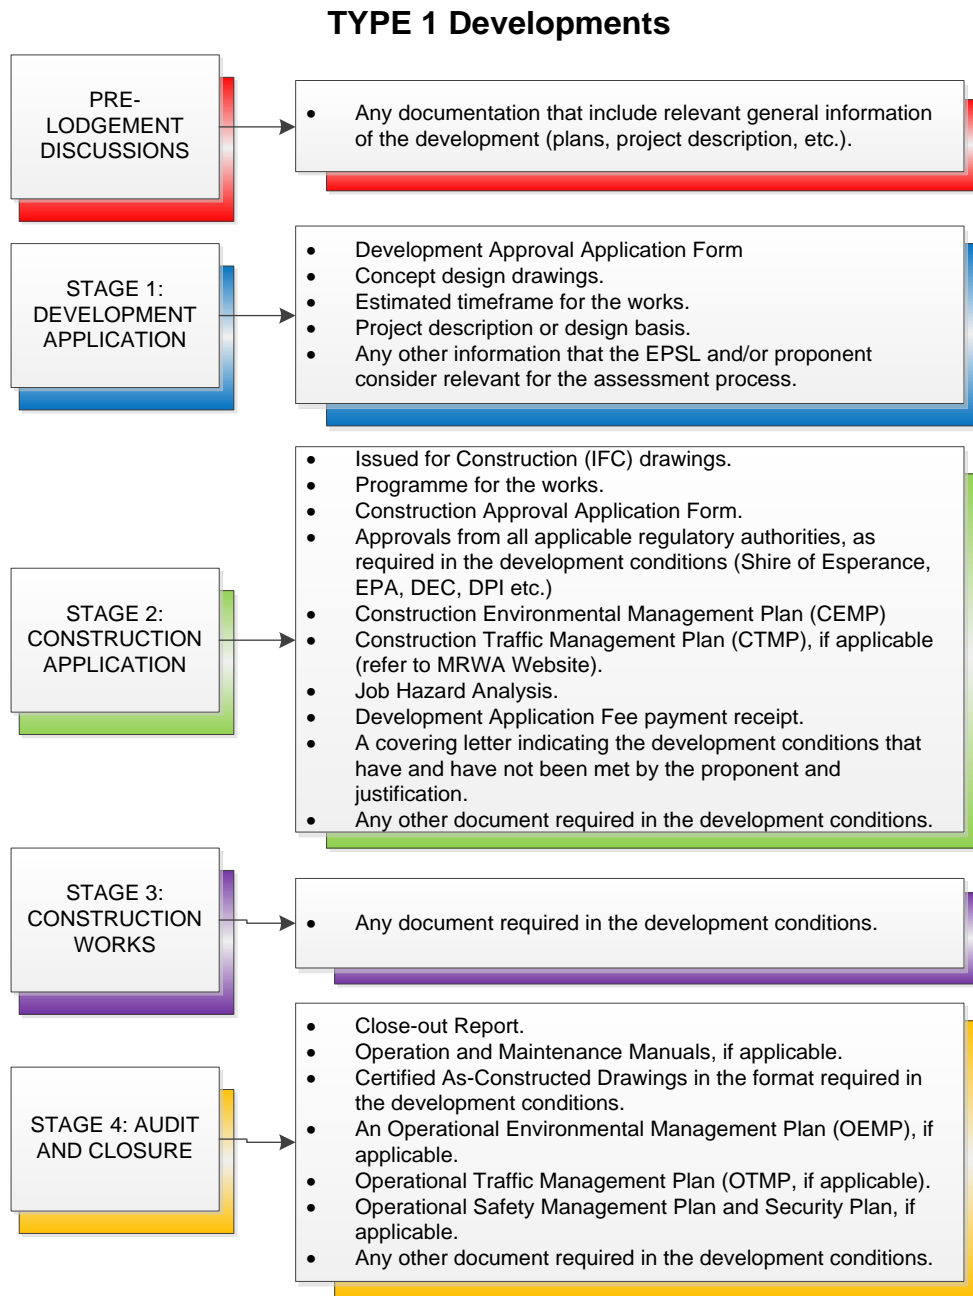 TYPE 1 Developments
PRE-
LODGEMENT
DISCUSSIONS
• Any documentation that include relevant general information
of the development (plans, project description, etc.).
STAGE 1:
DEVELOPMENT
APPLICATION
• Development Approval Application Form
• Concept design drawings.
• Estimated timeframe for the works.
• Project description or design basis.
• Any other information that the EPSL and/or proponent
consider relevant for the assessment process.
STAGE 2:
CONSTRUCTION
APPLICATION
• Issued for Construction (IFC) drawings.
• Programme for the works.
• Construction Approval Application Form.
• Approvals from all applicable regulatory authorities, as
required in the development conditions (Shire of Esperance,
EPA, DEC, DPI etc.)
• Construction Environmental Management Plan (CEMP)
• Construction Traffic Management Plan (CTMP), if applicable
(refer to MRWA Website).
• Job Hazard Analysis.
• Development Application Fee payment receipt.
• A covering letter indicating the development conditions that
have and have not been met by the proponent and
justification.
• Any other document required in the development conditions.
STAGE 3:
CONSTRUCTION
WORKS
• Any document required in the development conditions.
STAGE 4: AUDIT
AND CLOSURE
• Close-out Report.
• Operation and Maintenance Manuals, if applicable.
• Certified As-Constructed Drawings in the format required in
the development conditions.
• An Operational Environmental Management Plan (OEMP), if
applicable.
• Operational Traffic Management Plan (OTMP, if applicable).
• Operational Safety Management Plan and Security Plan, if
applicable.
• Any other document required in the development conditions.